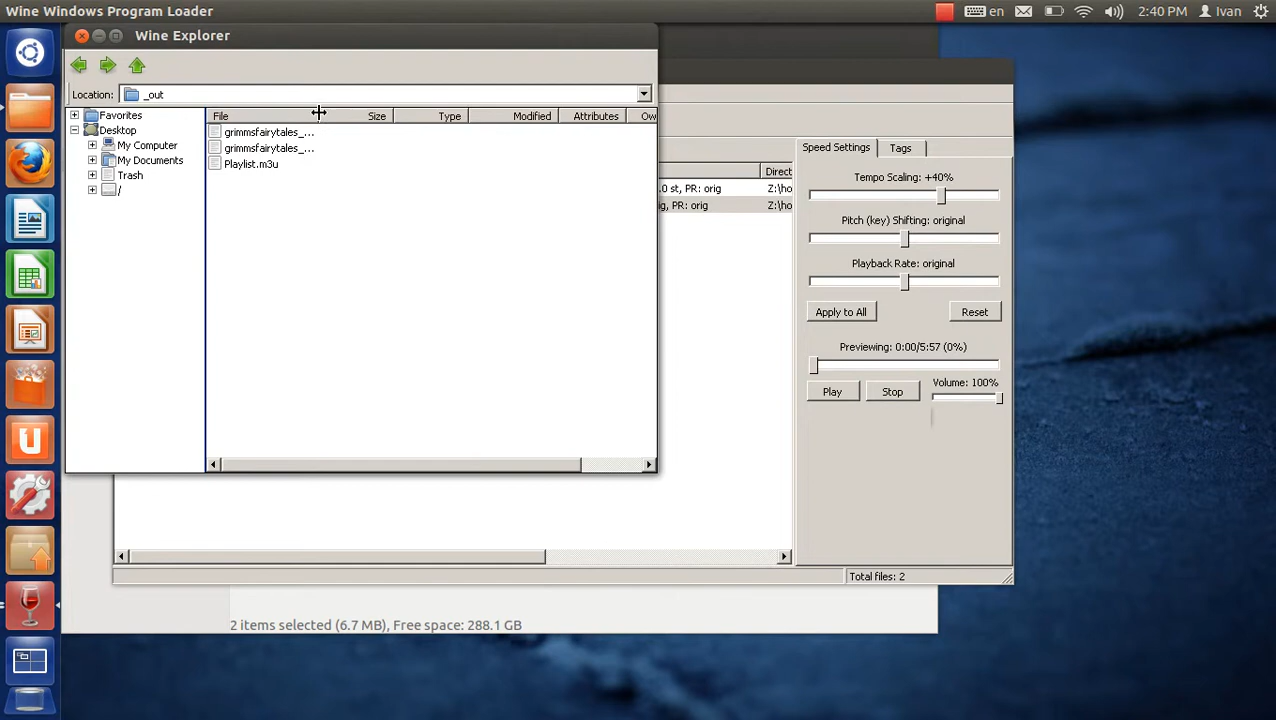 Wine Windows Program Loader
en
2:40 PM
Ivan
Wine Explorer
Location:
_out
Favorites
Desktop
My Computer
My Documents
Trash
/
File
Size
Type
Modified
Attributes
Ow
grimmsfairytales_...
grimmsfairytales_...
Playlist.m3u
Direct
.0 st, PR: orig
Z:\ho
ig, PR: orig
Z:\ho
Speed Settings
Tags
Tempo Scaling: +40%
Pitch (key) Shifting: original
Playback Rate: original
Apply to All
Reset
Previewing: 0:00/5:57 (0%)
Play
Stop
Volume: 100%
Total files: 2
2 items selected (6.7 MB), Free space: 288.1 GB